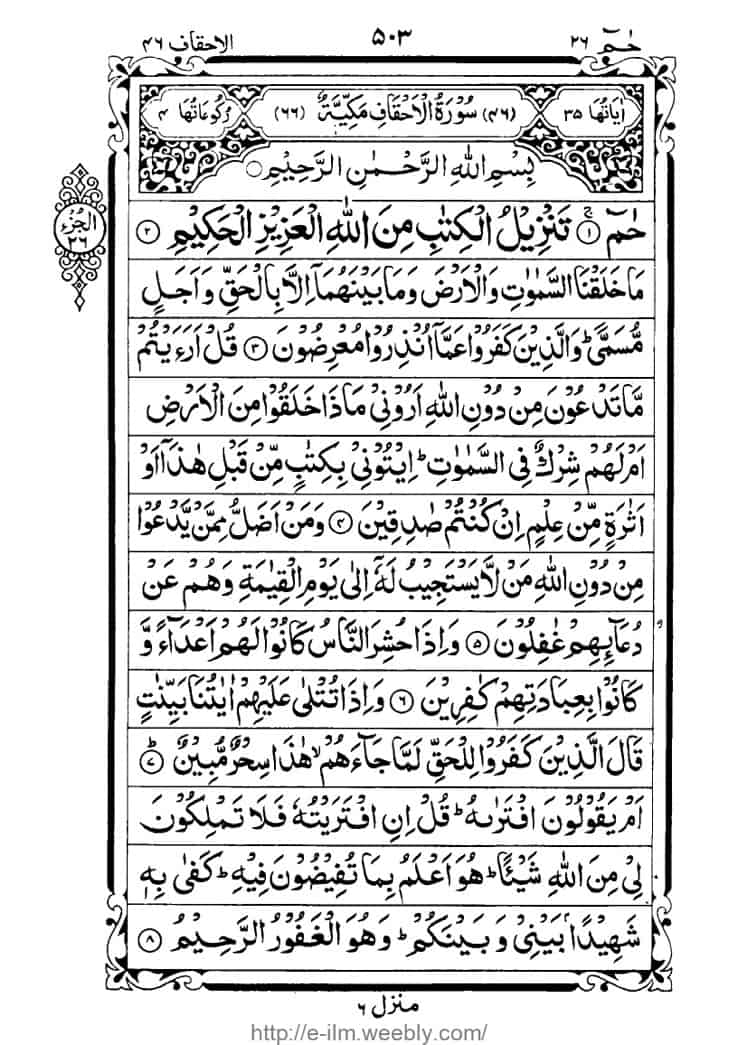 حٰمٓ ٢٦
٥٠٣
الاحقاف ٤٦
اٰيَاتُهَا ٣٥
(٤٦) سُوْرَةُ الْاَحْقَافِ مَكِّيَّةٌ (٦٦)
رُكُوْعَاتُهَا ٤
بِسْمِ اللّٰهِ الرَّحْمٰنِ الرَّحِيْمِ
الجزء ٢٦
حٰمٓ ۚ ١ تَنْزِيْلُ الْكِتٰبِ مِنَ اللّٰهِ الْعَزِيْزِ الْحَكِيْمِ ٢
مَا خَلَقْنَا السَّمٰوٰتِ وَالْاَرْضَ وَمَا بَيْنَهُمَاۤ اِلَّا بِالْحَقِّ وَ اَجَلٍ
مُّسَمًّى ؕ وَالَّذِيْنَ كَفَرُوْا عَمَّاۤ اُنْذِرُوْا مُعْرِضُوْنَ ٣ قُلْ اَرَءَيْتُمْ
مَّا تَدْعُوْنَ مِنْ دُوْنِ اللّٰهِ اَرُوْنِيْ مَاذَا خَلَقُوْا مِنَ الْاَرْضِ
اَمْ لَهُمْ شِرْكٌ فِي السَّمٰوٰتِ ؕ اِيْتُوْنِيْ بِكِتٰبٍ مِّنْ قَبْلِ هٰذَاۤ اَوْ
اَثٰرَةٍ مِّنْ عِلْمٍ اِنْ كُنْتُمْ صٰدِقِيْنَ ٤ وَمَنْ اَضَلُّ مِمَّنْ يَّدْعُوْا
مِنْ دُوْنِ اللّٰهِ مَنْ لَّا يَسْتَجِيْبُ لَهٗۤ اِلٰى يَوْمِ الْقِيٰمَةِ وَهُمْ عَنْ
دُعَآئِهِمْ غٰفِلُوْنَ ٥ وَ اِذَا حُشِرَ النَّاسُ كَانُوْا لَهُمْ اَعْدَآءً وَّ
كَانُوْا بِعِبَادَتِهِمْ كٰفِرِيْنَ ٦ وَ اِذَا تُتْلٰى عَلَيْهِمْ اٰيٰتُنَا بَيِّنٰتٍ
قَالَ الَّذِيْنَ كَفَرُوْا لِلْحَقِّ لَمَّا جَآءَهُمْ ۙ هٰذَا سِحْرٌ مُّبِيْنٌ ؕ ٧
اَمْ يَقُوْلُوْنَ افْتَرٰىهُ ؕ قُلْ اِنِ افْتَرَيْتُهٗ فَلَا تَمْلِكُوْنَ
لِيْ مِنَ اللّٰهِ شَيْئًا ؕ هُوَ اَعْلَمُ بِمَا تُفِيْضُوْنَ فِيْهِ ؕ كَفٰى بِهٖ
شَهِيْدًۢا بَيْنِيْ وَ بَيْنَكُمْ ؕ وَهُوَ الْغَفُوْرُ الرَّحِيْمُ ٨
منزل ٦
http://e-ilm.weebly.com/